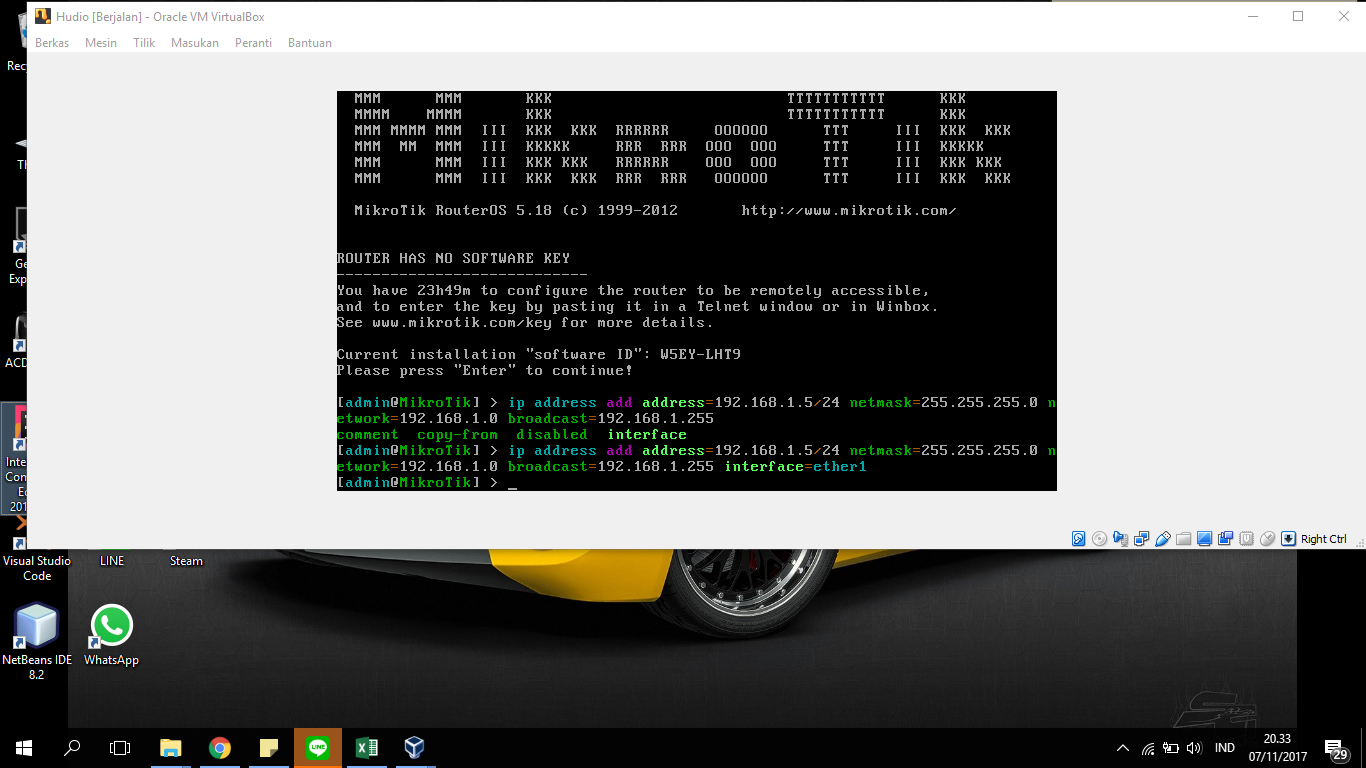 Hudio [Berjalan] - Oracle VM VirtualBox
Berkas Mesin Tilik Masukan Peranti Bantuan
MMM      MMM       KKK                          TTTTTTTTTTT      KKK
MMMM    MMMM       KKK                          TTTTTTTTTTT      KKK
MMM MMMM MMM  III  KKK  KKK  RRRRRR     OOOOOO      TTT     III  KKK  KKK
MMM  MM  MMM  III  KKKKK     RRR  RRR  OOO  OOO     TTT     III  KKKKK
MMM      MMM  III  KKK KKK   RRRRRR    OOO  OOO     TTT     III  KKK KKK
MMM      MMM  III  KKK  KKK  RRR  RRR   OOOOOO      TTT     III  KKK  KKK
MikroTik RouterOS 5.18 (c) 1999-2012       http://www.mikrotik.com/
ROUTER HAS NO SOFTWARE KEY
----------------------------
You have 23h49m to configure the router to be remotely accessible,
and to enter the key by pasting it in a Telnet window or in Winbox.
See www.mikrotik.com/key for more details.
Current installation "software ID": W5EY-LHT9
Please press "Enter" to continue!
[admin@MikroTik] > ip address add address=192.168.1.5/24 netmask=255.255.255.0 n
etwork=192.168.1.0 broadcast=192.168.1.255
comment  copy-from  disabled  interface
[admin@MikroTik] > ip address add address=192.168.1.5/24 netmask=255.255.255.0 n
etwork=192.168.1.0 broadcast=192.168.1.255 interface=ether1
[admin@MikroTik] > _
Right Ctrl
Rec
Th
Ge
Exp
ACD
Inte
Con
Ec
201
Visual Studio
Code
LINE
Steam
NetBeans IDE
8.2
WhatsApp
LINE
IND
20.33
07/11/2017
29